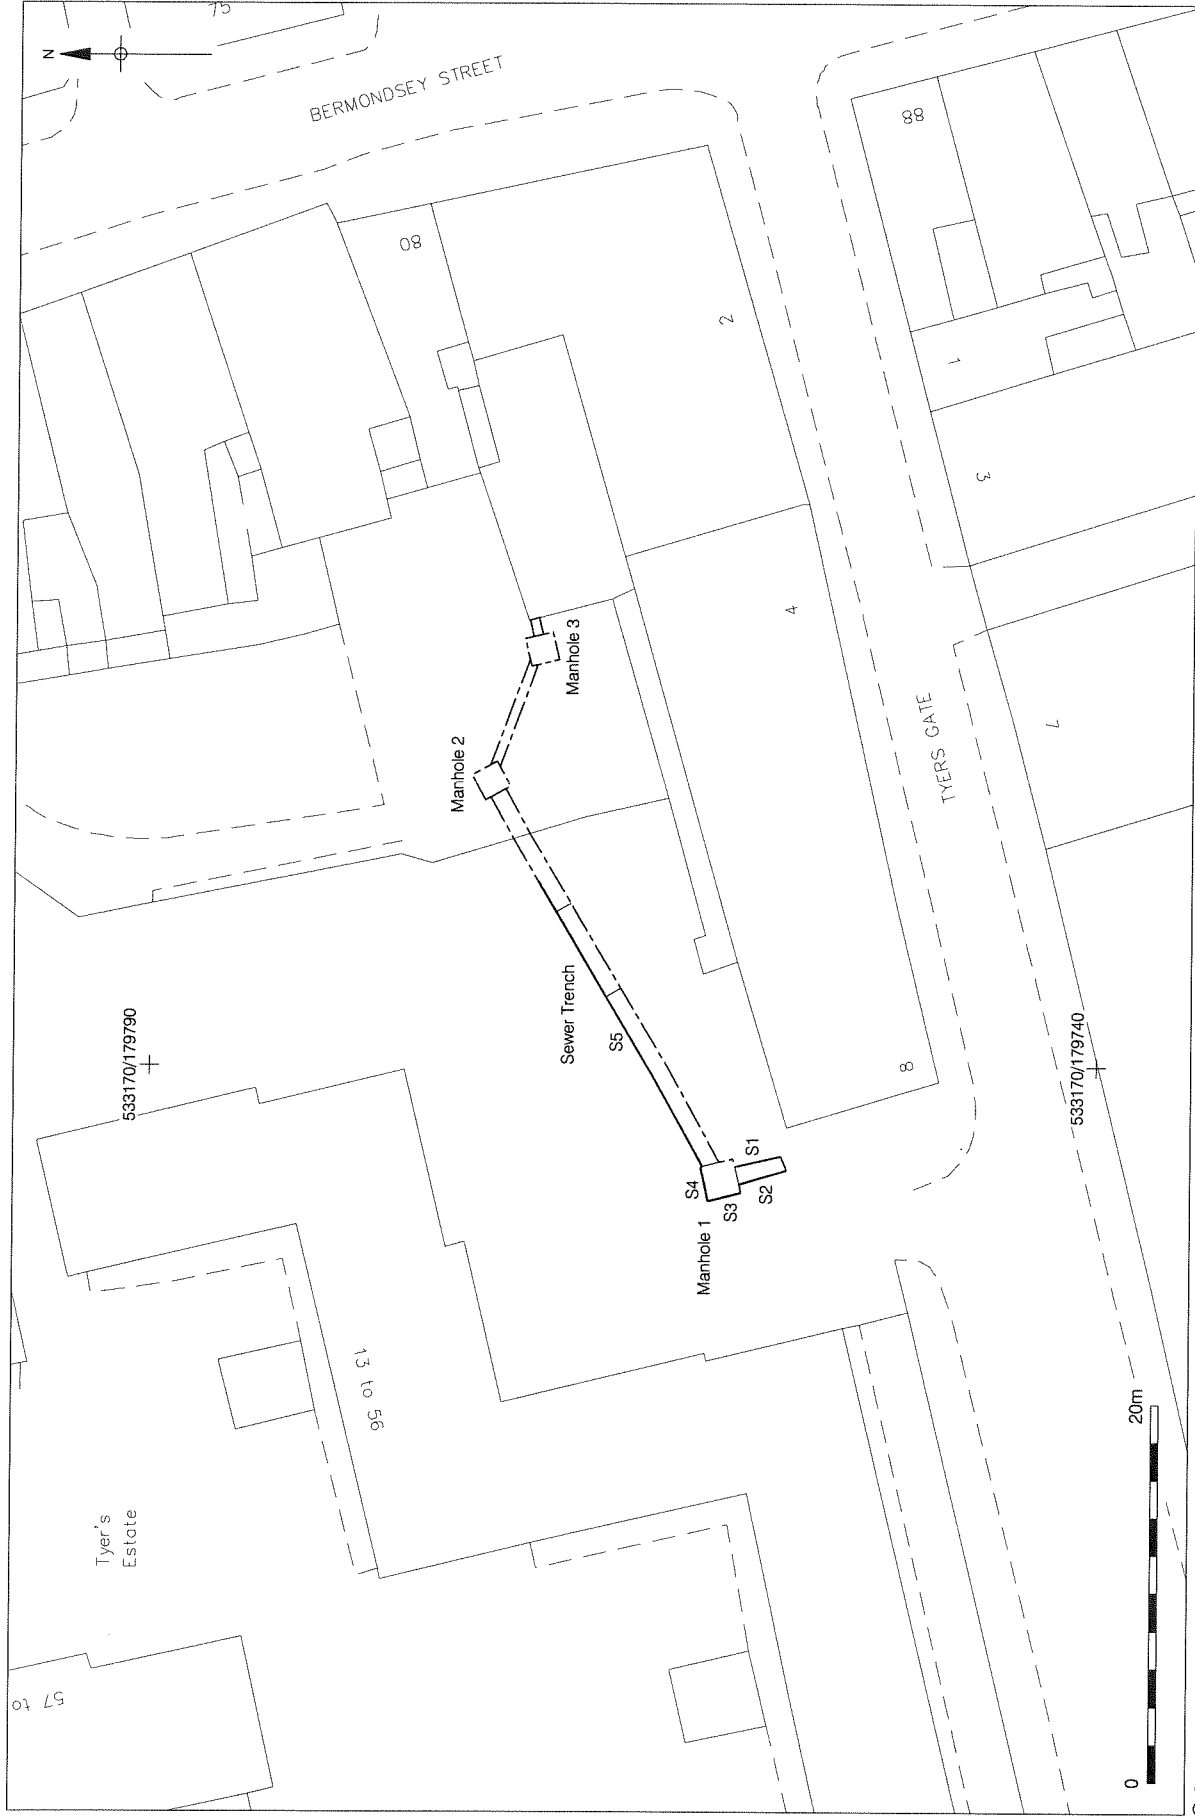 75
N
BERMONDSEY STREET
88
80
2
1
3
4
Manhole 3
Manhole 2
7
TYERS GATE
Sewer Trench
533170/179790
S5
8
533170/179740
S1
S4
S2
S3
Manhole 1
13 to 56
20m
Tyer's
Estate
57 to
0